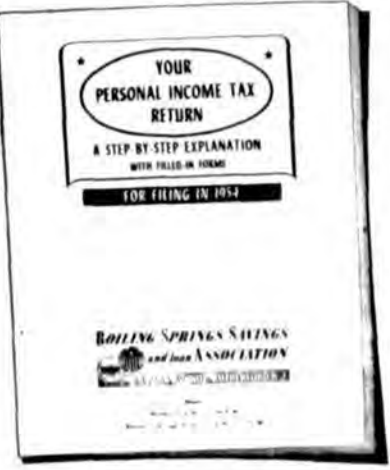 YOUR
PERSONAL INCOME TAX
RETURN
A STEP BY STEP EXPLANATION
WITH FILLED-IN FORMS
FOR FILING IN 1954
BOILING SPRINGS SAVINGS
and loan ASSOCIATION